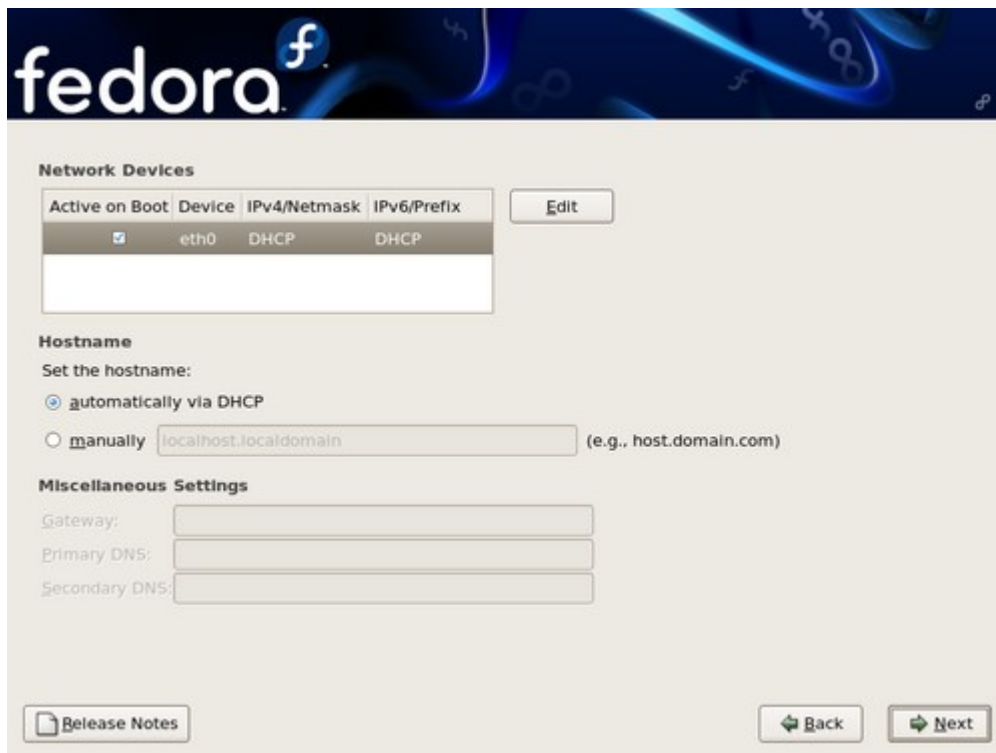 fedora
Network Devices
Active on Boot Device IPv4/Netmask IPv6/Prefix
Edit
eth0 DHCP DHCP
Hostname
Set the hostname:
automatically via DHCP
manually localhost.localdomain (e.g., host.domain.com)
Miscellaneous Settings
Gateway:
Primary DNS:
Secondary DNS:
Release Notes
Back
Next